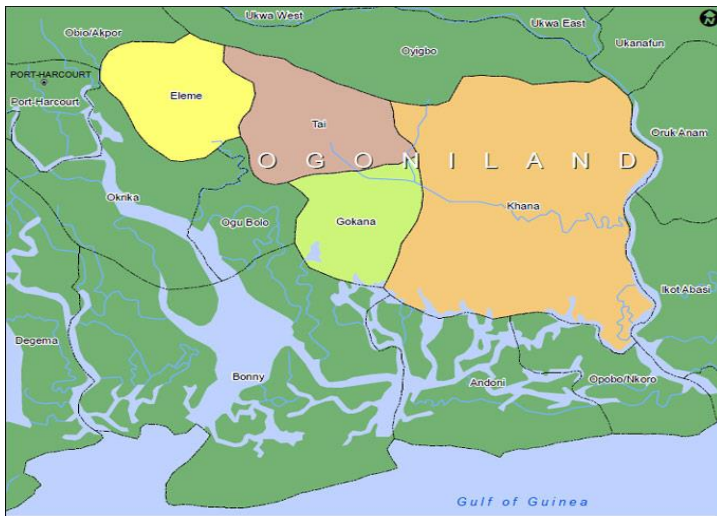 Ukwa West
Ukwa East
N
Obio/Akpor
Oyigbo
Ukanafun
PORT-HARCOURT
Port-Harcourt
Eleme
Tai
Oruk Anam
OGONILAND
Okrika
Khana
Ogu Bolo
Gokana
Ikot Abasi
Degema
Bonny
Andoni
Opobo/Nkoro
Gulf of Guinea